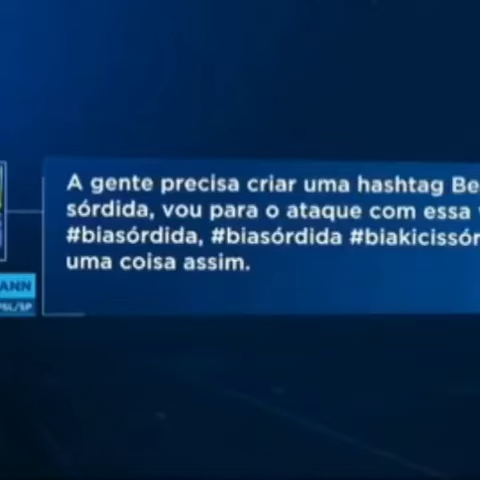 A gente precisa criar uma hashtag Be
sórdida, vou para o ataque com essa
#biasórdida, #biasórdida #biakicissór
uma coisa assim.
ANN
PSL/SP